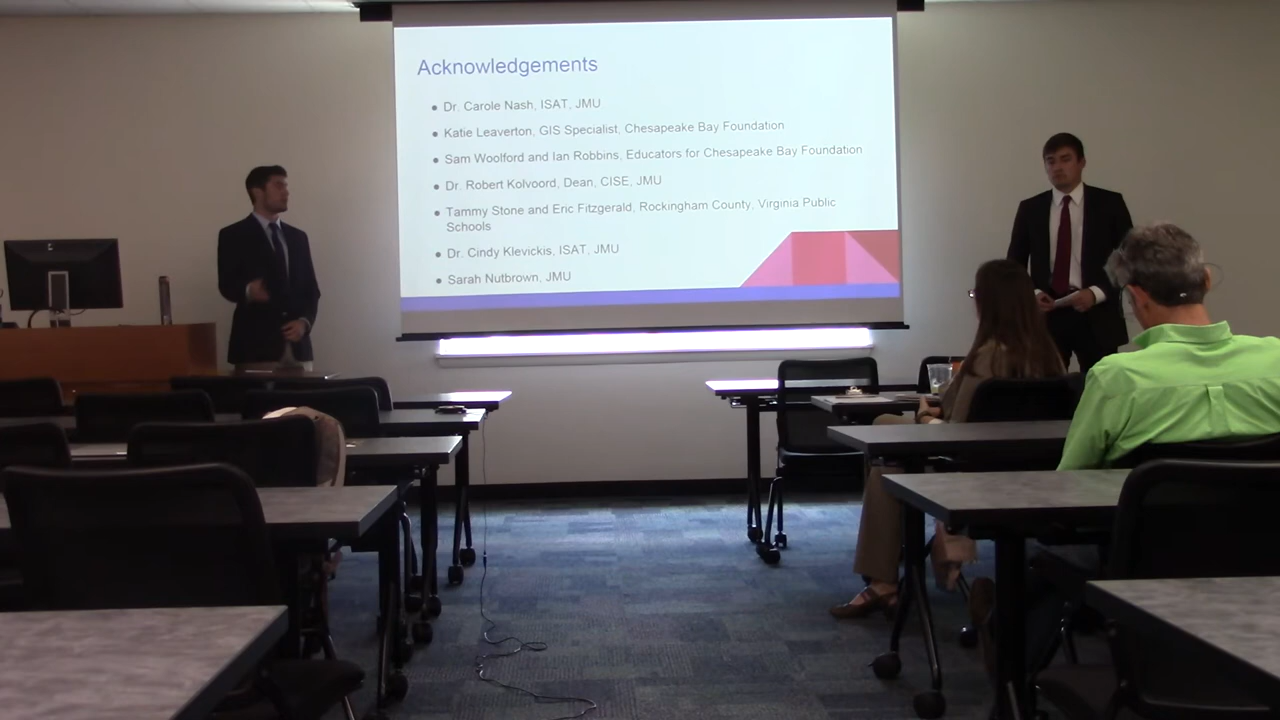 Acknowledgements
● Dr. Carole Nash, ISAT, JMU
● Katie Leaverton, GIS Specialist, Chesapeake Bay Foundation
● Sam Woolford and Ian Robbins, Educators for Chesapeake Bay Foundation
● Dr. Robert Kolvoord, Dean, CISE, JMU
● Tammy Stone and Eric Fitzgerald, Rockingham County, Virginia Public
Schools
● Dr. Cindy Klevickis, ISAT, JMU
● Sarah Nutbrown, JMU